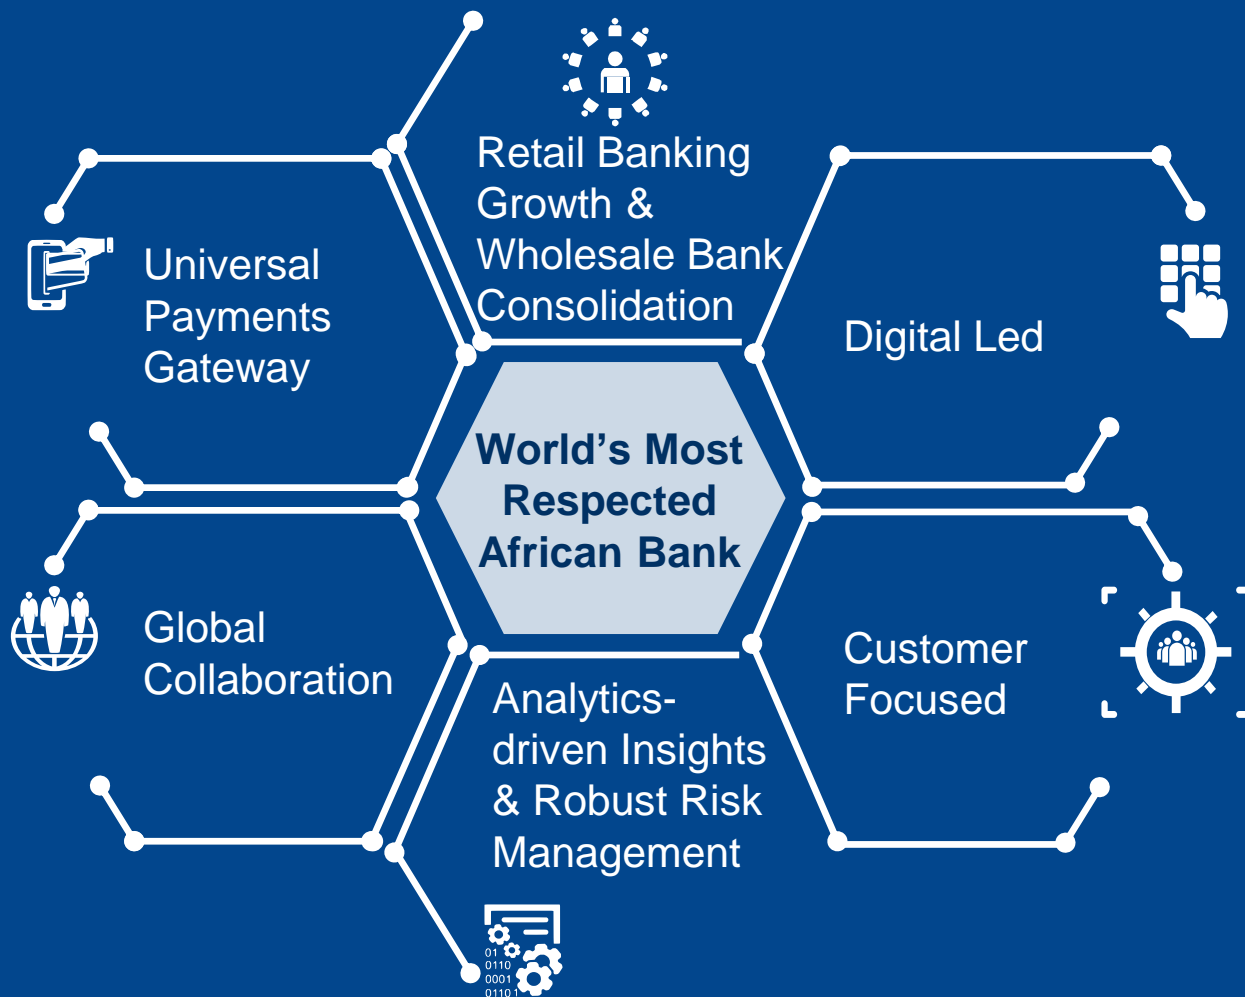 Retail Banking
Growth &
Wholesale Bank
Consolidation
Universal
Payments
Gateway
Digital Led
World’s Most
Respected
African Bank
Global
Collaboration
Customer
Focused
Analytics-
driven Insights
& Robust Risk
Management
01
0110
0001
01101